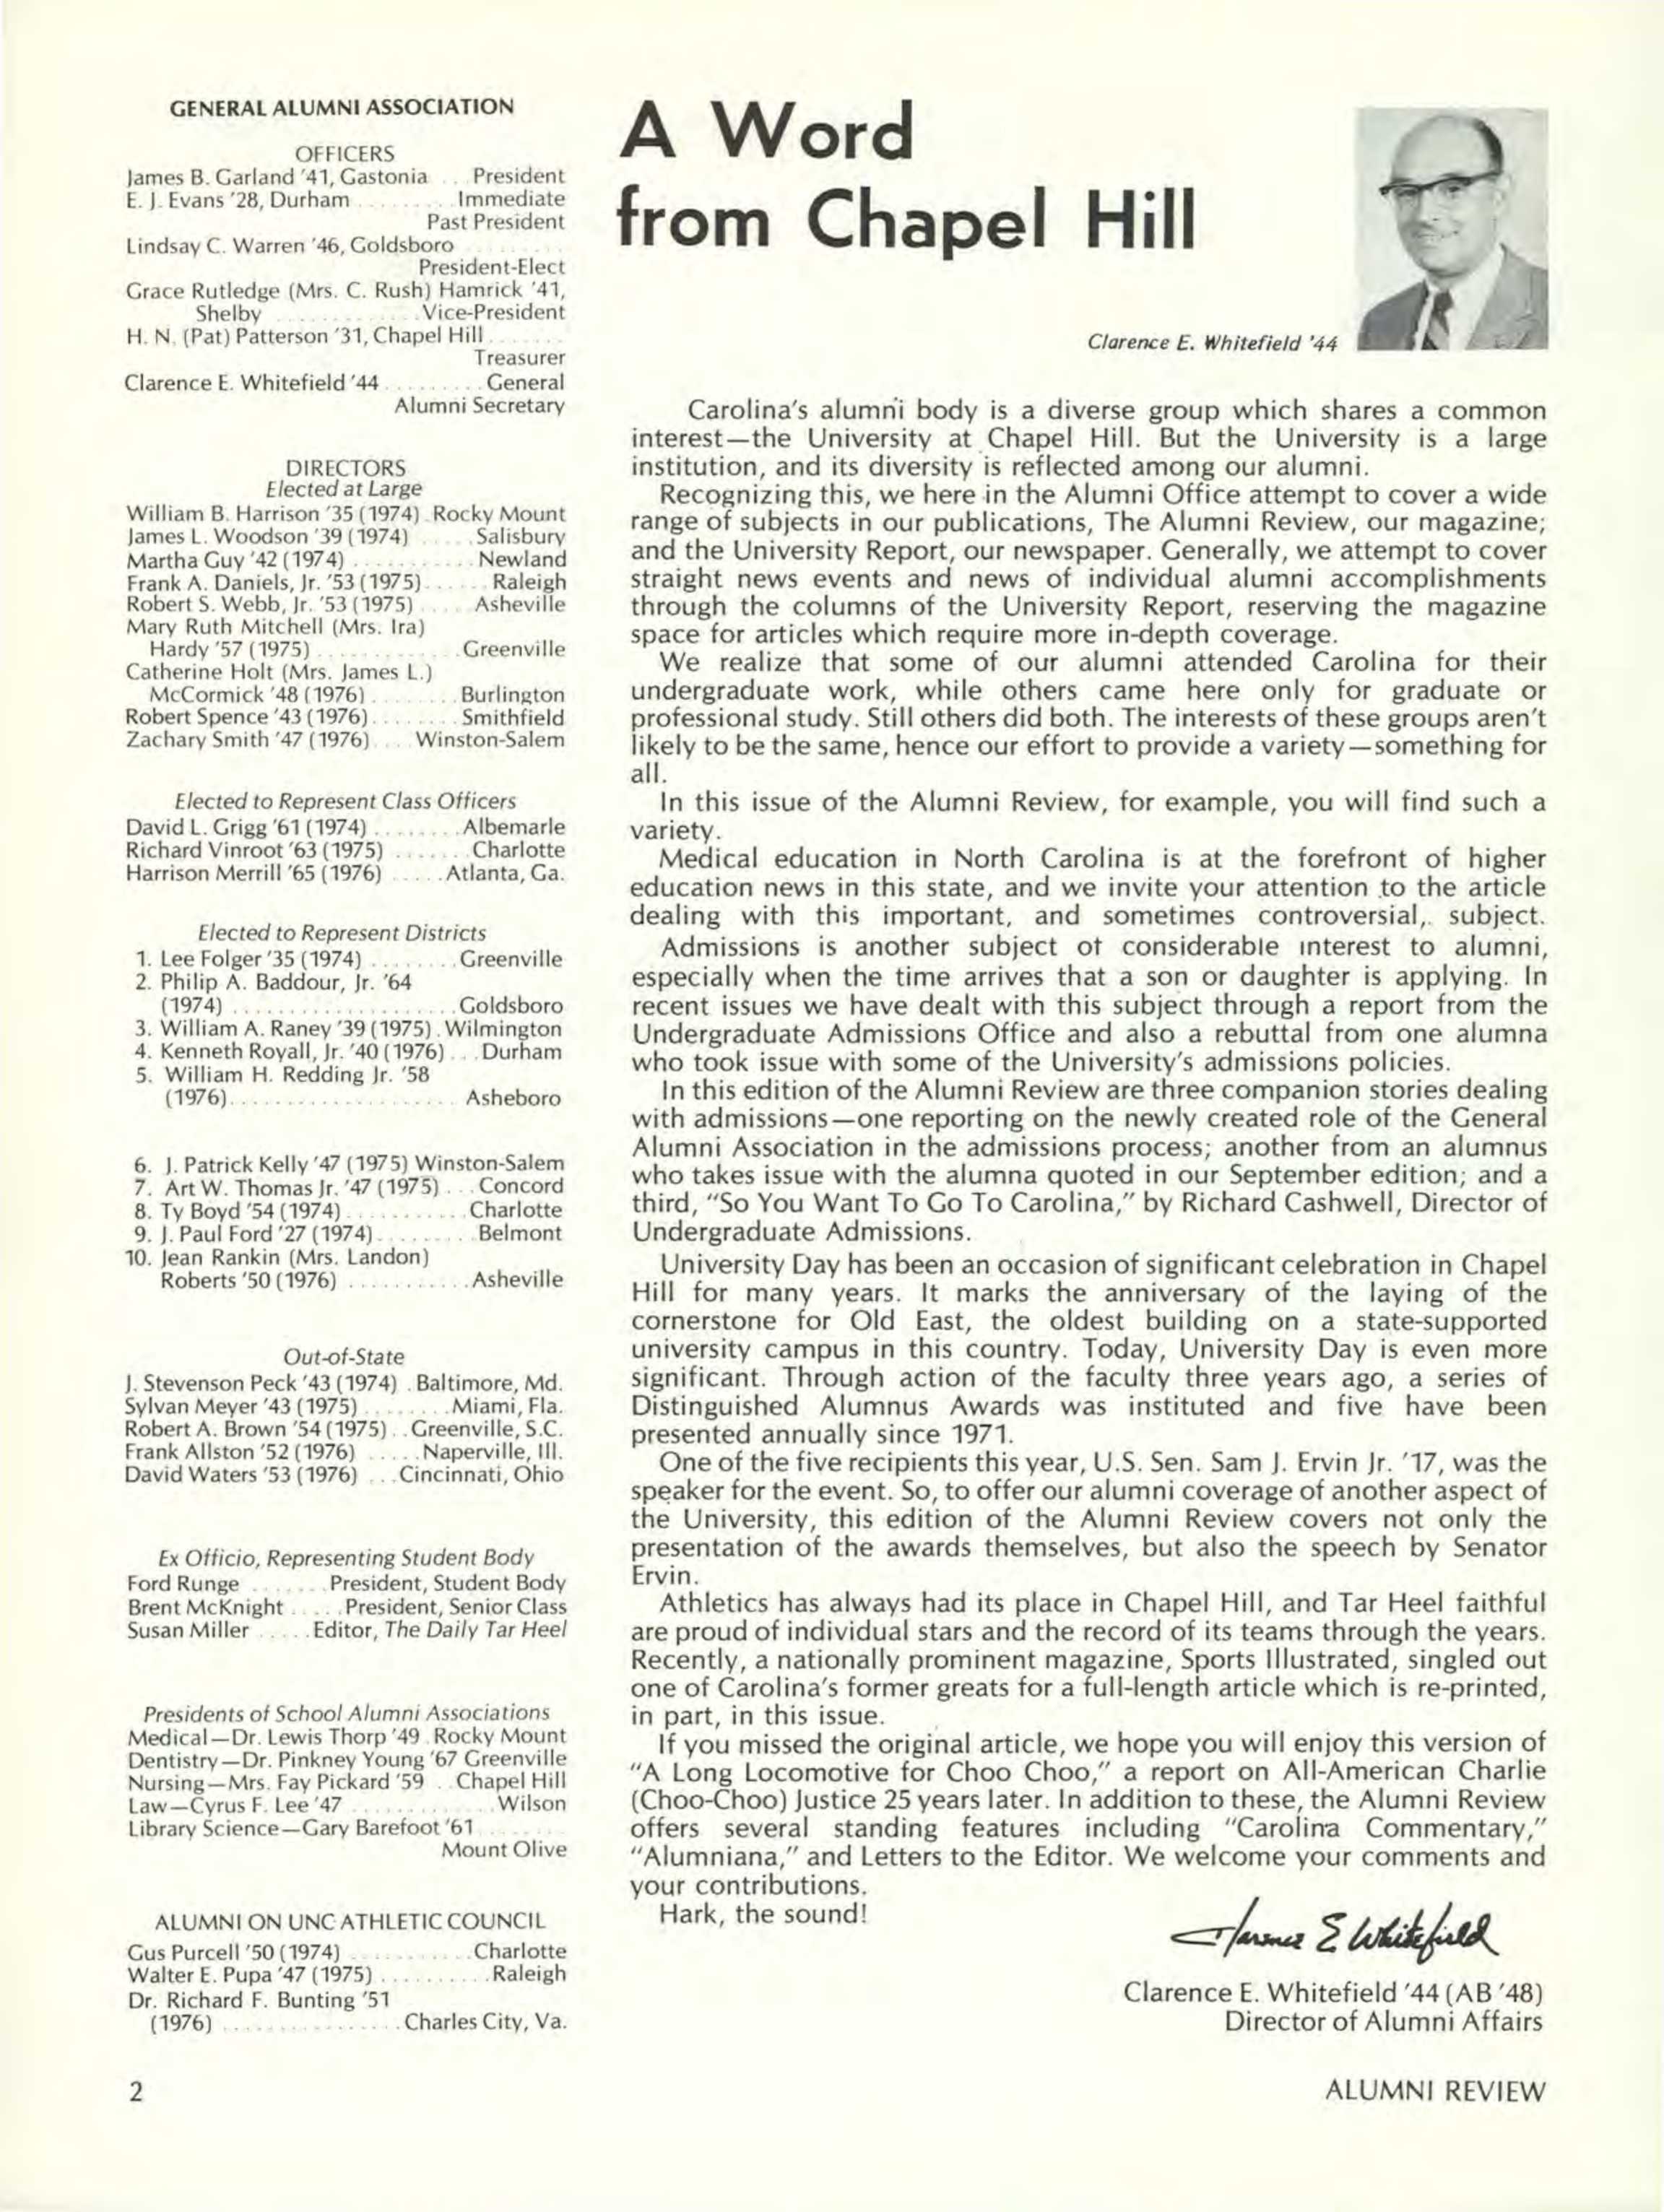 GENERAL ALUMNI ASSOCIATION
OFFICERS
James B. Garland '41, Gastonia . . President
E. J. Evans '28, Durham . . . . . . . . Immediate
Past President
Lindsay C. Warren '46, Goldsboro . . . . . . . .
President-Elect
Grace Rutledge (Mrs. C. Rush) Hamrick '41,
Shelby . . . . . . . . . . . . Vice-President
H. N. (Pat) Patterson '31, Chapel Hill . . . . . . .
Treasurer
Clarence E. Whitefield '44 . . . . . . . . . General
Alumni Secretary
DIRECTORS
Elected at Large
William B. Harrison '35 (1974) . Rocky Mount
James L. Woodson '39 (1974) . . . . . Salisbury
Martha Guy '42 (1974) . . . . . . . . . . . Newland
Frank A. Daniels, Jr. '53 (1975) . . . . . . Raleigh
Robert S. Webb, Jr. '53 (1975) . . . . Asheville
Mary Ruth Mitchell (Mrs. Ira)
Hardy '57 (1975) . . . . . . . . . . . . Greenville
Catherine Holt (Mrs. James L.)
McCormick '48 (1976) . . . . . . . . Burlington
Robert Spence '43 (1976) . . . . . . . . Smithfield
Zachary Smith '47 (1976) . . . Winston-Salem
Elected to Represent Class Officers
David L. Grigg '61 (1974) . . . . . . . . Albemarle
Richard Vinroot '63 (1975) . . . . . . . Charlotte
Harrison Merrill '65 (1976) . . . . . Atlanta, Ga.
Elected to Represent Districts
1. Lee Folger '35 (1974) . . . . . . . . Greenville
2. Philip A. Baddour, Jr. '64
(1974) . . . . . . . . . . . . . . . . . . . . Goldsboro
3. William A. Raney '39 (1975) . Wilmington
4. Kenneth Royall, Jr. '40 (1976) . . . Durham
5. William H. Redding Jr. '58
(1976) . . . . . . . . . . . . . . . . . . . . Asheboro
6. J. Patrick Kelly '47 (1975) Winston-Salem
7. Art W. Thomas Jr. '47 (1975) . . . Concord
8. Ty Boyd '54 (1974) . . . . . . . . . . . Charlotte
9. J. Paul Ford '27 (1974) . . . . . . . . . Belmont
10. Jean Rankin (Mrs. Landon)
Roberts '50 (1976) . . . . . . . . . . . Asheville
Out-of-State
J. Stevenson Peck '43 (1974) . Baltimore, Md.
Sylvan Meyer '43 (1975) . . . . . . . . Miami, Fla.
Robert A. Brown '54 (1975) . . Greenville, S.C.
Frank Allston '52 (1976) . . . . . Naperville, Ill.
David Waters '53 (1976) . . . Cincinnati, Ohio
Ex Officio, Representing Student Body
Ford Runge . . . . . . . President, Student Body
Brent McKnight . . . . . President, Senior Class
Susan Miller . . . . . Editor, The Daily Tar Heel
Presidents of School Alumni Associations
Medical—Dr. Lewis Thorp '49 . Rocky Mount
Dentistry—Dr. Pinkney Young '67 Greenville
Nursing—Mrs. Fay Pickard '59 . . Chapel Hill
Law—Cyrus F. Lee '47 . . . . . . . . . . . . . Wilson
Library Science—Gary Barefoot '61 . . . . . . .
Mount Olive
ALUMNI ON UNC ATHLETIC COUNCIL
Gus Purcell '50 (1974) . . . . . . . . . . . Charlotte
Walter E. Pupa '47 (1975) . . . . . . . . . . Raleigh
Dr. Richard F. Bunting '51
(1976) . . . . . . . . . . . . . . . . Charles City, Va.
2
A Word
from Chapel Hill
Clarence E. Whitefield '44
Carolina's alumni body is a diverse group which shares a common
interest—the University at Chapel Hill. But the University is a large
institution, and its diversity is reflected among our alumni.
Recognizing this, we here in the Alumni Office attempt to cover a wide
range of subjects in our publications, The Alumni Review, our magazine;
and the University Report, our newspaper. Generally, we attempt to cover
straight news events and news of individual alumni accomplishments
through the columns of the University Report, reserving the magazine
space for articles which require more in-depth coverage.
We realize that some of our alumni attended Carolina for their
undergraduate work, while others came here only for graduate or
professional study. Still others did both. The interests of these groups aren't
likely to be the same, hence our effort to provide a variety—something for
all.
In this issue of the Alumni Review, for example, you will find such a
variety.
Medical education in North Carolina is at the forefront of higher
education news in this state, and we invite your attention to the article
dealing with this important, and sometimes controversial, subject.
Admissions is another subject of considerable interest to alumni,
especially when the time arrives that a son or daughter is applying. In
recent issues we have dealt with this subject through a report from the
Undergraduate Admissions Office and also a rebuttal from one alumna
who took issue with some of the University's admissions policies.
In this edition of the Alumni Review are three companion stories dealing
with admissions—one reporting on the newly created role of the General
Alumni Association in the admissions process; another from an alumnus
who takes issue with the alumna quoted in our September edition; and a
third, "So You Want To Go To Carolina," by Richard Cashwell, Director of
Undergraduate Admissions.
University Day has been an occasion of significant celebration in Chapel
Hill for many years. It marks the anniversary of the laying of the
cornerstone for Old East, the oldest building on a state-supported
university campus in this country. Today, University Day is even more
significant. Through action of the faculty three years ago, a series of
Distinguished Alumnus Awards was instituted and five have been
presented annually since 1971.
One of the five recipients this year, U.S. Sen. Sam J. Ervin Jr. '17, was the
speaker for the event. So, to offer our alumni coverage of another aspect of
the University, this edition of the Alumni Review covers not only the
presentation of the awards themselves, but also the speech by Senator
Ervin.
Athletics has always had its place in Chapel Hill, and Tar Heel faithful
are proud of individual stars and the record of its teams through the years.
Recently, a nationally prominent magazine, Sports Illustrated, singled out
one of Carolina's former greats for a full-length article which is re-printed,
in part, in this issue.
If you missed the original article, we hope you will enjoy this version of
"A Long Locomotive for Choo Choo," a report on All-American Charlie
(Choo-Choo) Justice 25 years later. In addition to these, the Alumni Review
offers several standing features including "Carolina Commentary,"
"Alumniana," and Letters to the Editor. We welcome your comments and
your contributions.
Hark, the sound!
Clarence E Whitefield
Clarence E. Whitefield '44 (AB '48)
Director of Alumni Affairs
ALUMNI REVIEW